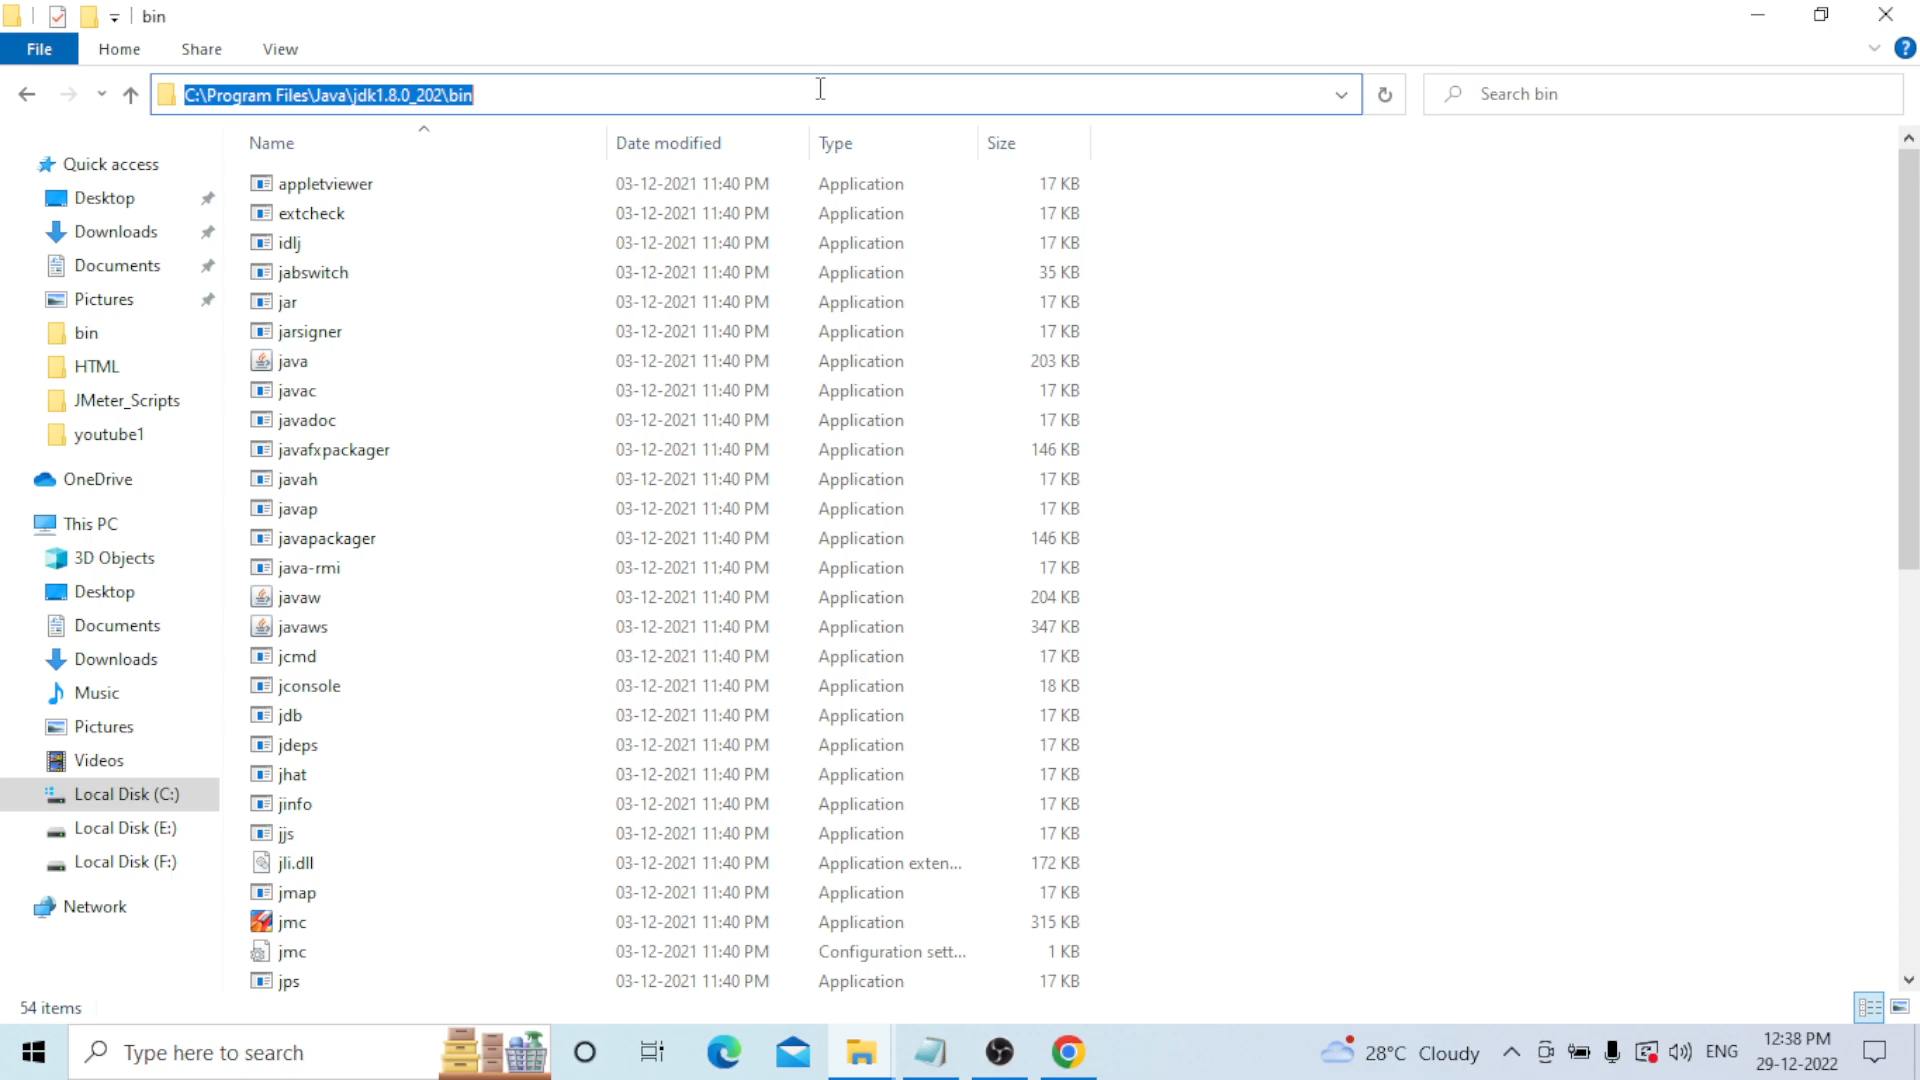 bin
File Home Share View
C:\Program Files\Java\jdk1.8.0_202\bin
Search bin
Name Date modified Type Size
Quick access
Desktop
Downloads
Documents
Pictures
bin
HTML
JMeter_Scripts
youtube1
OneDrive
This PC
3D Objects
Desktop
Documents
Downloads
Music
Pictures
Videos
Local Disk (C:)
Local Disk (E:)
Local Disk (F:)
Network
appletviewer 03-12-2021 11:40 PM Application 17 KB
extcheck 03-12-2021 11:40 PM Application 17 KB
idlj 03-12-2021 11:40 PM Application 17 KB
jabswitch 03-12-2021 11:40 PM Application 35 KB
jar 03-12-2021 11:40 PM Application 17 KB
jarsigner 03-12-2021 11:40 PM Application 17 KB
java 03-12-2021 11:40 PM Application 203 KB
javac 03-12-2021 11:40 PM Application 17 KB
javadoc 03-12-2021 11:40 PM Application 17 KB
javafxpackager 03-12-2021 11:40 PM Application 146 KB
javah 03-12-2021 11:40 PM Application 17 KB
javap 03-12-2021 11:40 PM Application 17 KB
javapackager 03-12-2021 11:40 PM Application 146 KB
java-rmi 03-12-2021 11:40 PM Application 17 KB
javaw 03-12-2021 11:40 PM Application 204 KB
javaws 03-12-2021 11:40 PM Application 347 KB
jcmd 03-12-2021 11:40 PM Application 17 KB
jconsole 03-12-2021 11:40 PM Application 18 KB
jdb 03-12-2021 11:40 PM Application 17 KB
jdeps 03-12-2021 11:40 PM Application 17 KB
jhat 03-12-2021 11:40 PM Application 17 KB
jinfo 03-12-2021 11:40 PM Application 17 KB
jjs 03-12-2021 11:40 PM Application 17 KB
jli.dll 03-12-2021 11:40 PM Application exten... 172 KB
jmap 03-12-2021 11:40 PM Application 17 KB
jmc 03-12-2021 11:40 PM Application 315 KB
jmc 03-12-2021 11:40 PM Configuration sett... 1 KB
jps 03-12-2021 11:40 PM Application 17 KB
54 items
Type here to search
28°C Cloudy
ENG
12:38 PM
29-12-2022